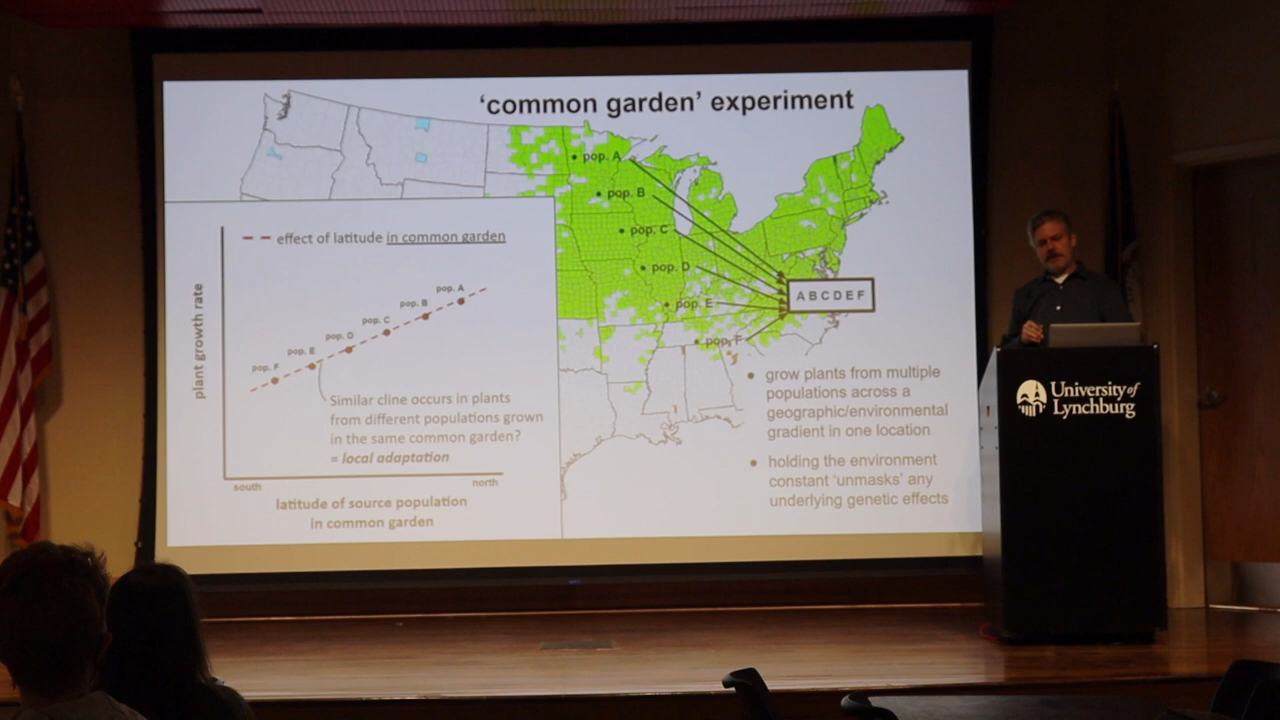 ‘common garden’ experiment
pop. A
pop. B
pop. C
pop. D
pop. E
pop. F
A B C D E F
effect of latitude in common garden
plant growth rate
pop. A
pop. B
pop. C
pop. D
pop. E
pop. F
Similar cline occurs in plants
from different populations grown
in the same common garden?
= local adaptation
south
north
latitude of source population
in common garden
• grow plants from multiple
populations across a
geographic/environmental
gradient in one location
• holding the environment
constant ‘unmasks’ any
underlying genetic effects
University of
Lynchburg